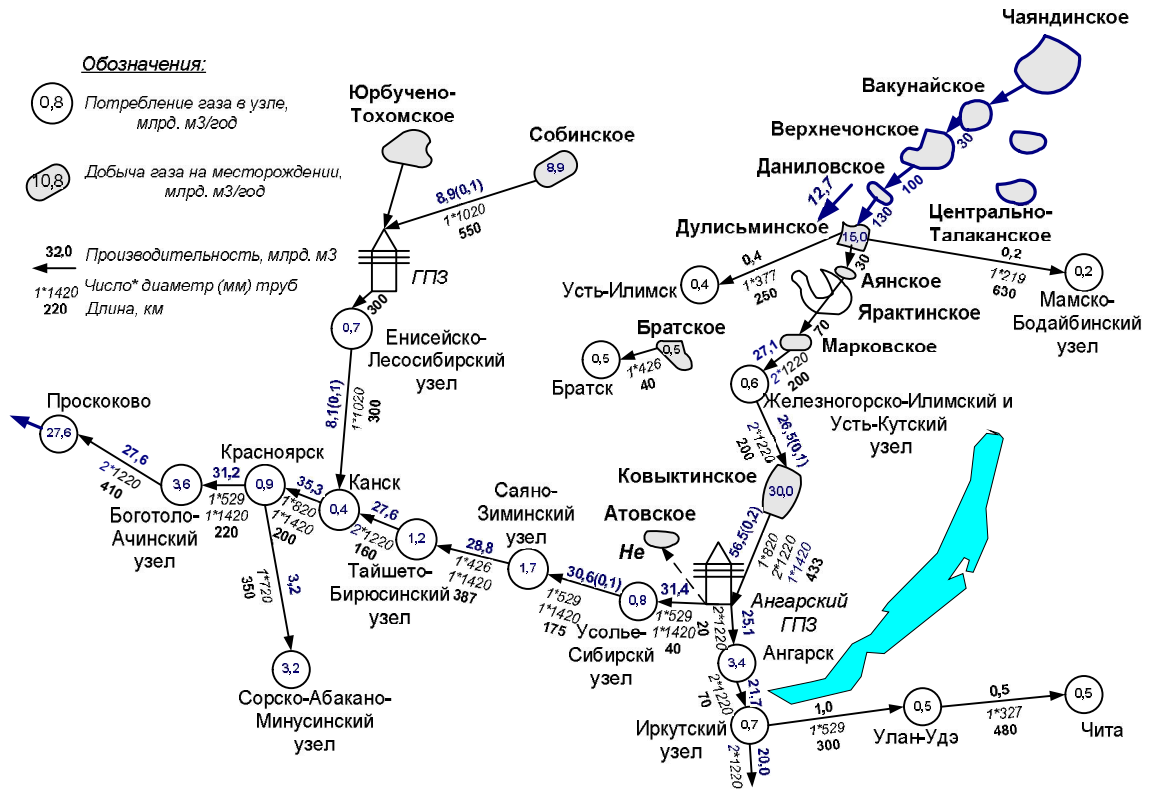 Обозначения:
0,8
Потребление газа в узле,
млрд. м3/год
10,8
Добыча газа на месторождении,
млрд. м3/год
32,0
Производительность, млрд. м3
1*1420
Число* диаметр (мм) труб
220
Длина, км
Чаяндинское
Вакунайское
30
Верхнечонское
Даниловское
100
12,7
130
Центрально-
Талаканское
Дулисьминское
15,0
0,4
1*377
250
Усть-Илимск
0,4
0,2
1*219
630
0,2
Мамско-
Бодайбинский
узел
30
Аянское
Ярактинское
70
Марковское
Юрбучено-
Тохомское
Собинское
8,9
8,9(0,1)
1*1020
550
ГПЗ
300
0,7
Енисейско-
Лесосибирский
узел
8,1(0,1)
1*1020
300
Братское
0,5
0,5
1*426
40
Братск
27,1
2*1220
200
0,6
Железногорско-Илимский и
Усть-Кутский
узел
26,5(0,1)
2*1220
200
Ковыктинское
30,0
56,5(0,2)
1*820
2*1220
1*1420
433
Атовское
Не
Ангарский
ГПЗ
Проскоково
27,6
27,6
2*1220
410
3,6
Боготоло-
Ачинский
узел
31,2
1*529
1*1420
220
Красноярск
0,9
35,3
1*820
1*1420
200
Канск
0,4
27,6
2*1220
160
1,2
Тайшето-
Бирюсинский
узел
28,8
1*426
1*1420
387
Саяно-
Зиминский
узел
1,7
30,6(0,1)
1*529
1*1420
175
0,8
Усолье-
Сибирскй
узел
31,4
1*529
1*1420
40
20
2*1220
25,1
3,4
Ангарск
21,7
2*1220
70
Иркутский
узел
0,7
20,0
2*1220
1,0
1*529
300
0,5
Улан-Удэ
0,5
1*327
480
0,5
Чита
3,2
1*720
350
3,2
Сорско-Абакано-
Минусинский
узел